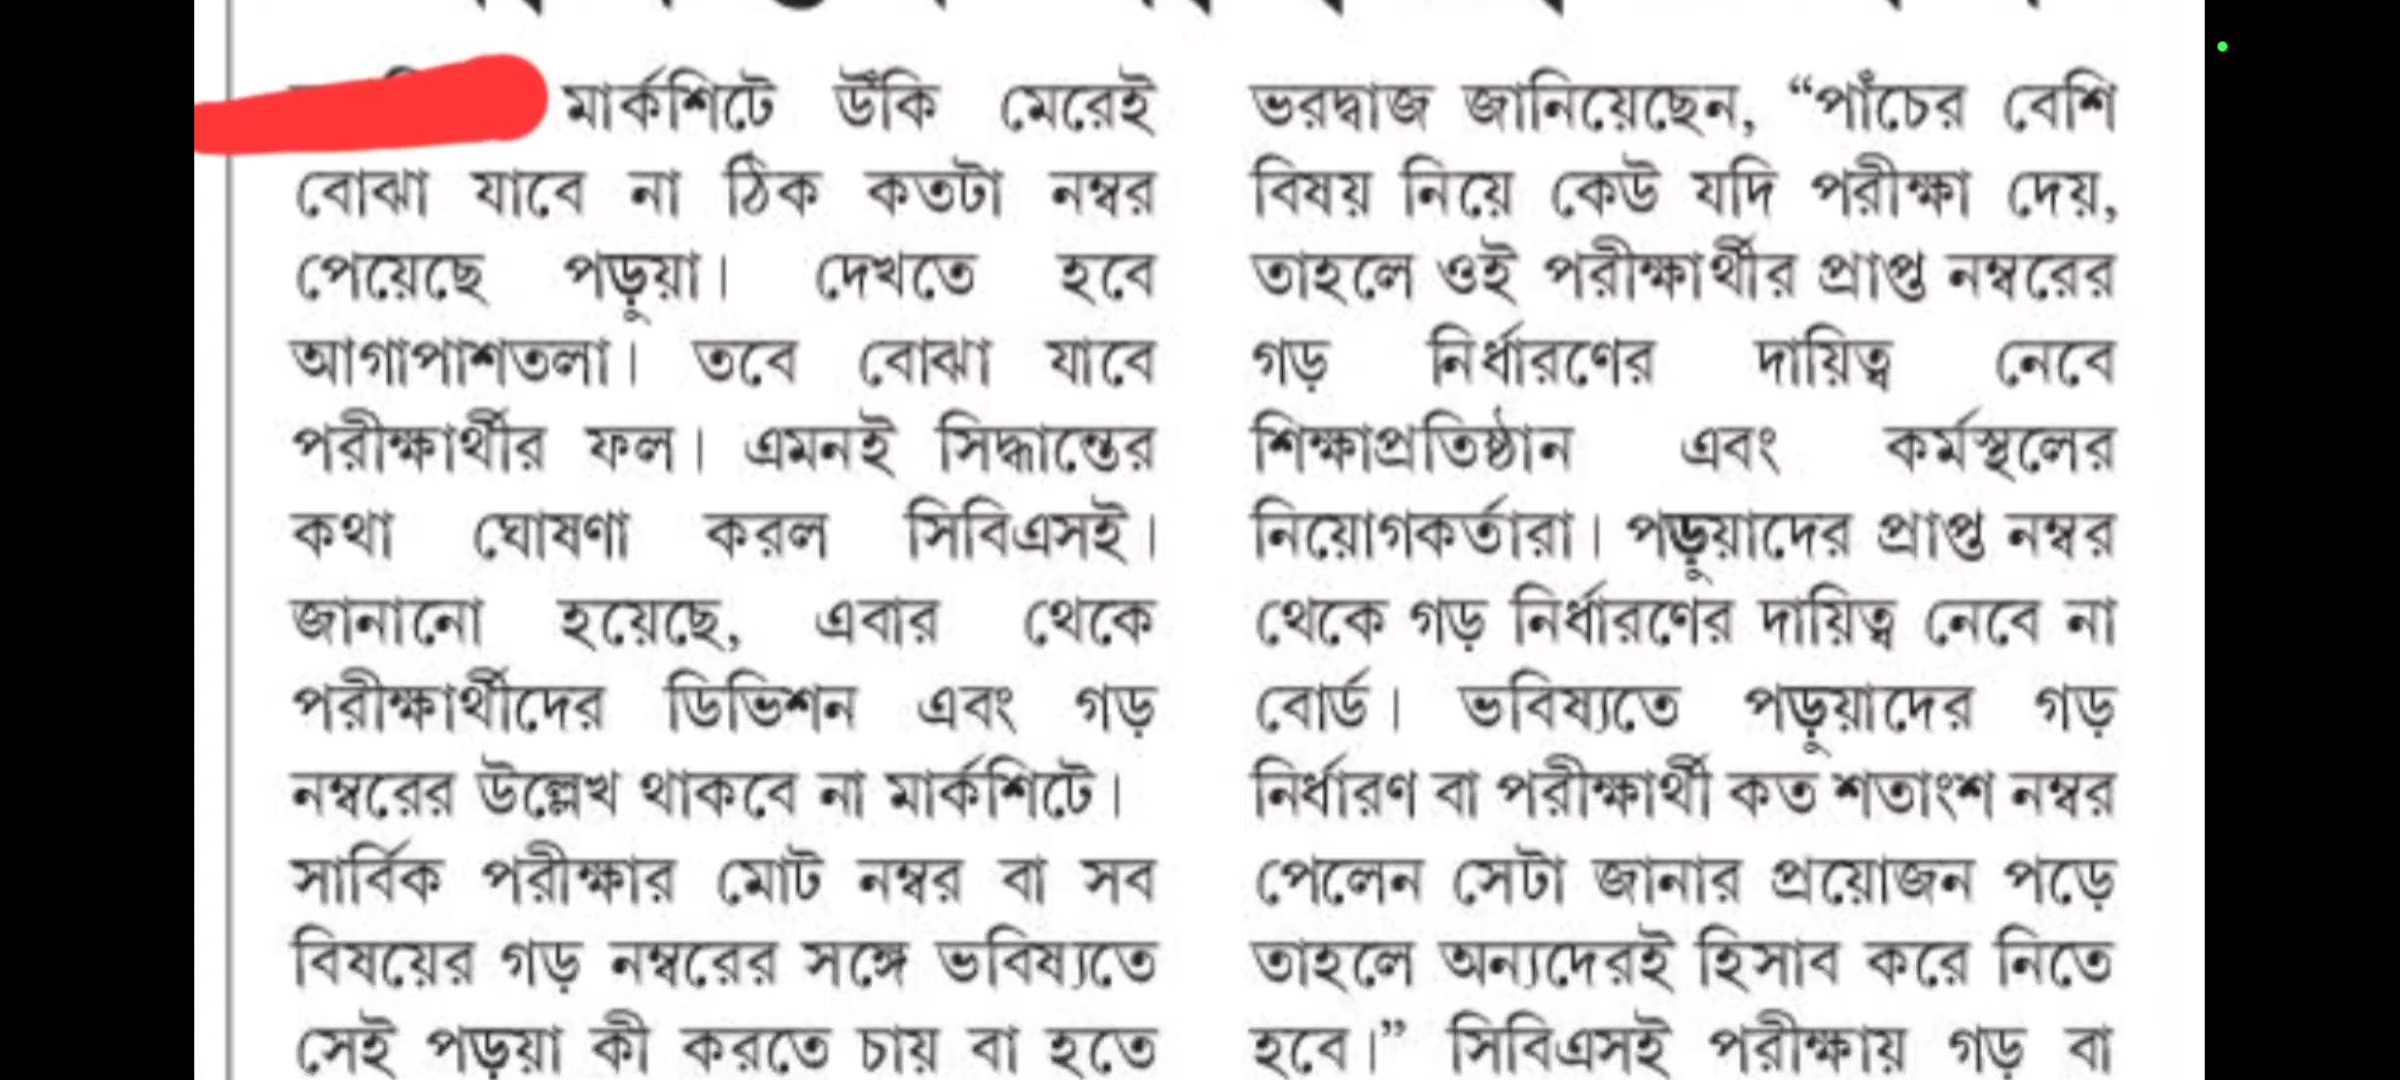 মার্কশিটে উঁকি মেরেই
বোঝা যাবে না ঠিক কতটা নম্বর
পেয়েছে পড়ুয়া। দেখতে হবে
আগাপাশতলা। তবে বোঝা যাবে
পরীক্ষার্থীর ফল। এমনই সিদ্ধান্তের
কথা ঘোষণা করল সিবিএসই।
জানানো হয়েছে, এবার থেকে
পরীক্ষার্থীদের ডিভিশন এবং গড়
নম্বরের উল্লেখ থাকবে না মার্কশিটে।
সার্বিক পরীক্ষার মোট নম্বর বা সব
বিষয়ের গড় নম্বরের সঙ্গে ভবিষ্যতে
সেই পড়ুয়া কী করতে চায় বা হতে
ভরদ্বাজ জানিয়েছেন, “পাঁচের বেশি
বিষয় নিয়ে কেউ যদি পরীক্ষা দেয়,
তাহলে ওই পরীক্ষার্থীর প্রাপ্ত নম্বরের
গড় নির্ধারণের দায়িত্ব নেবে
শিক্ষাপ্রতিষ্ঠান এবং কর্মস্থলের
নিয়োগকর্তারা। পড়ুয়াদের প্রাপ্ত নম্বর
থেকে গড় নির্ধারণের দায়িত্ব নেবে না
বোর্ড। ভবিষ্যতে পড়ুয়াদের গড়
নির্ধারণ বা পরীক্ষার্থী কত শতাংশ নম্বর
পেলেন সেটা জানার প্রয়োজন পড়ে
তাহলে অন্যদেরই হিসাব করে নিতে
হবে।” সিবিএসই পরীক্ষায় গড় বা